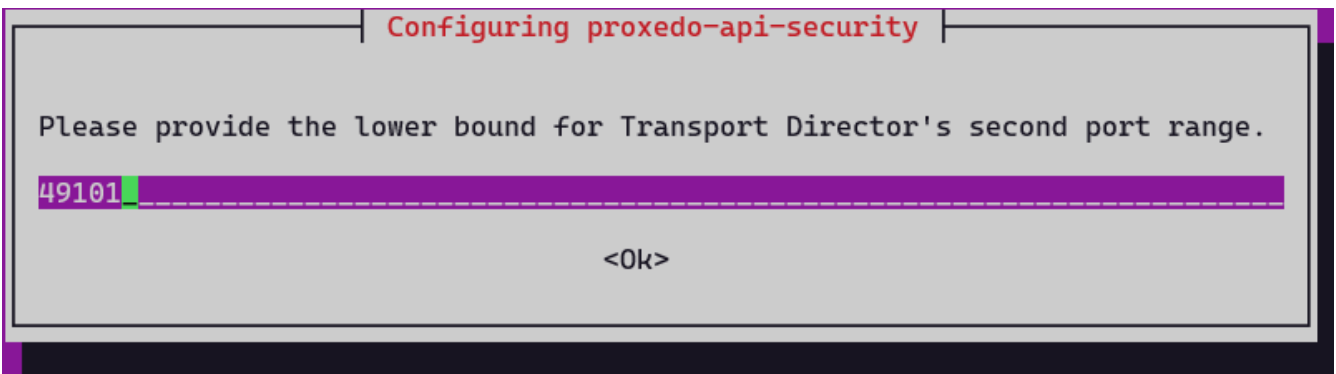 Configuring proxedo-api-security
Please provide the lower bound for Transport Director's second port range.
49101
<Ok>